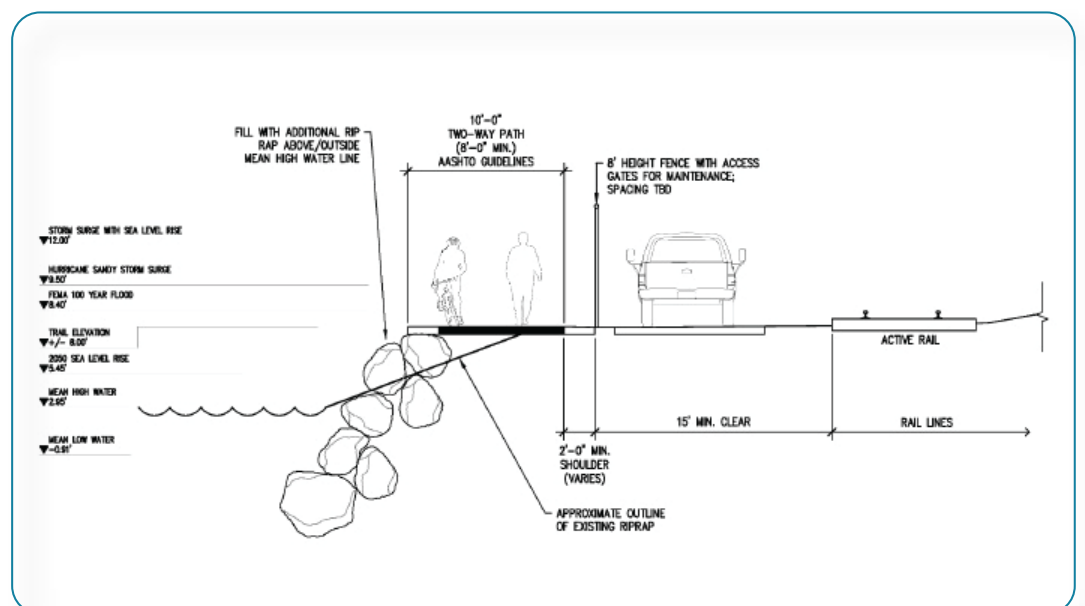 10'-0"
TWO-WAY PATH
(8'-0" MIN.)
AASHTO GUIDELINES
FILL WITH ADDITIONAL RIP
RAP ABOVE/OUTSIDE
MEAN HIGH WATER LINE
8' HEIGHT FENCE WITH ACCESS
GATES FOR MAINTENANCE;
SPACING TBD
STORM SURGE WITH SEA LEVEL RISE
▼12.00'
HURRICANE SANDY STORM SURGE
▼9.50'
FEMA 100 YEAR FLOOD
▼8.40'
TRAIL ELEVATION
▼+/- 8.00'
2050 SEA LEVEL RISE
▼5.45'
MEAN HIGH WATER
▼2.95'
MEAN LOW WATER
▼-0.91'
ACTIVE RAIL
15' MIN. CLEAR
RAIL LINES
2'-0" MIN.
SHOULDER
(VARIES)
APPROXIMATE OUTLINE
OF EXISTING RIPRAP